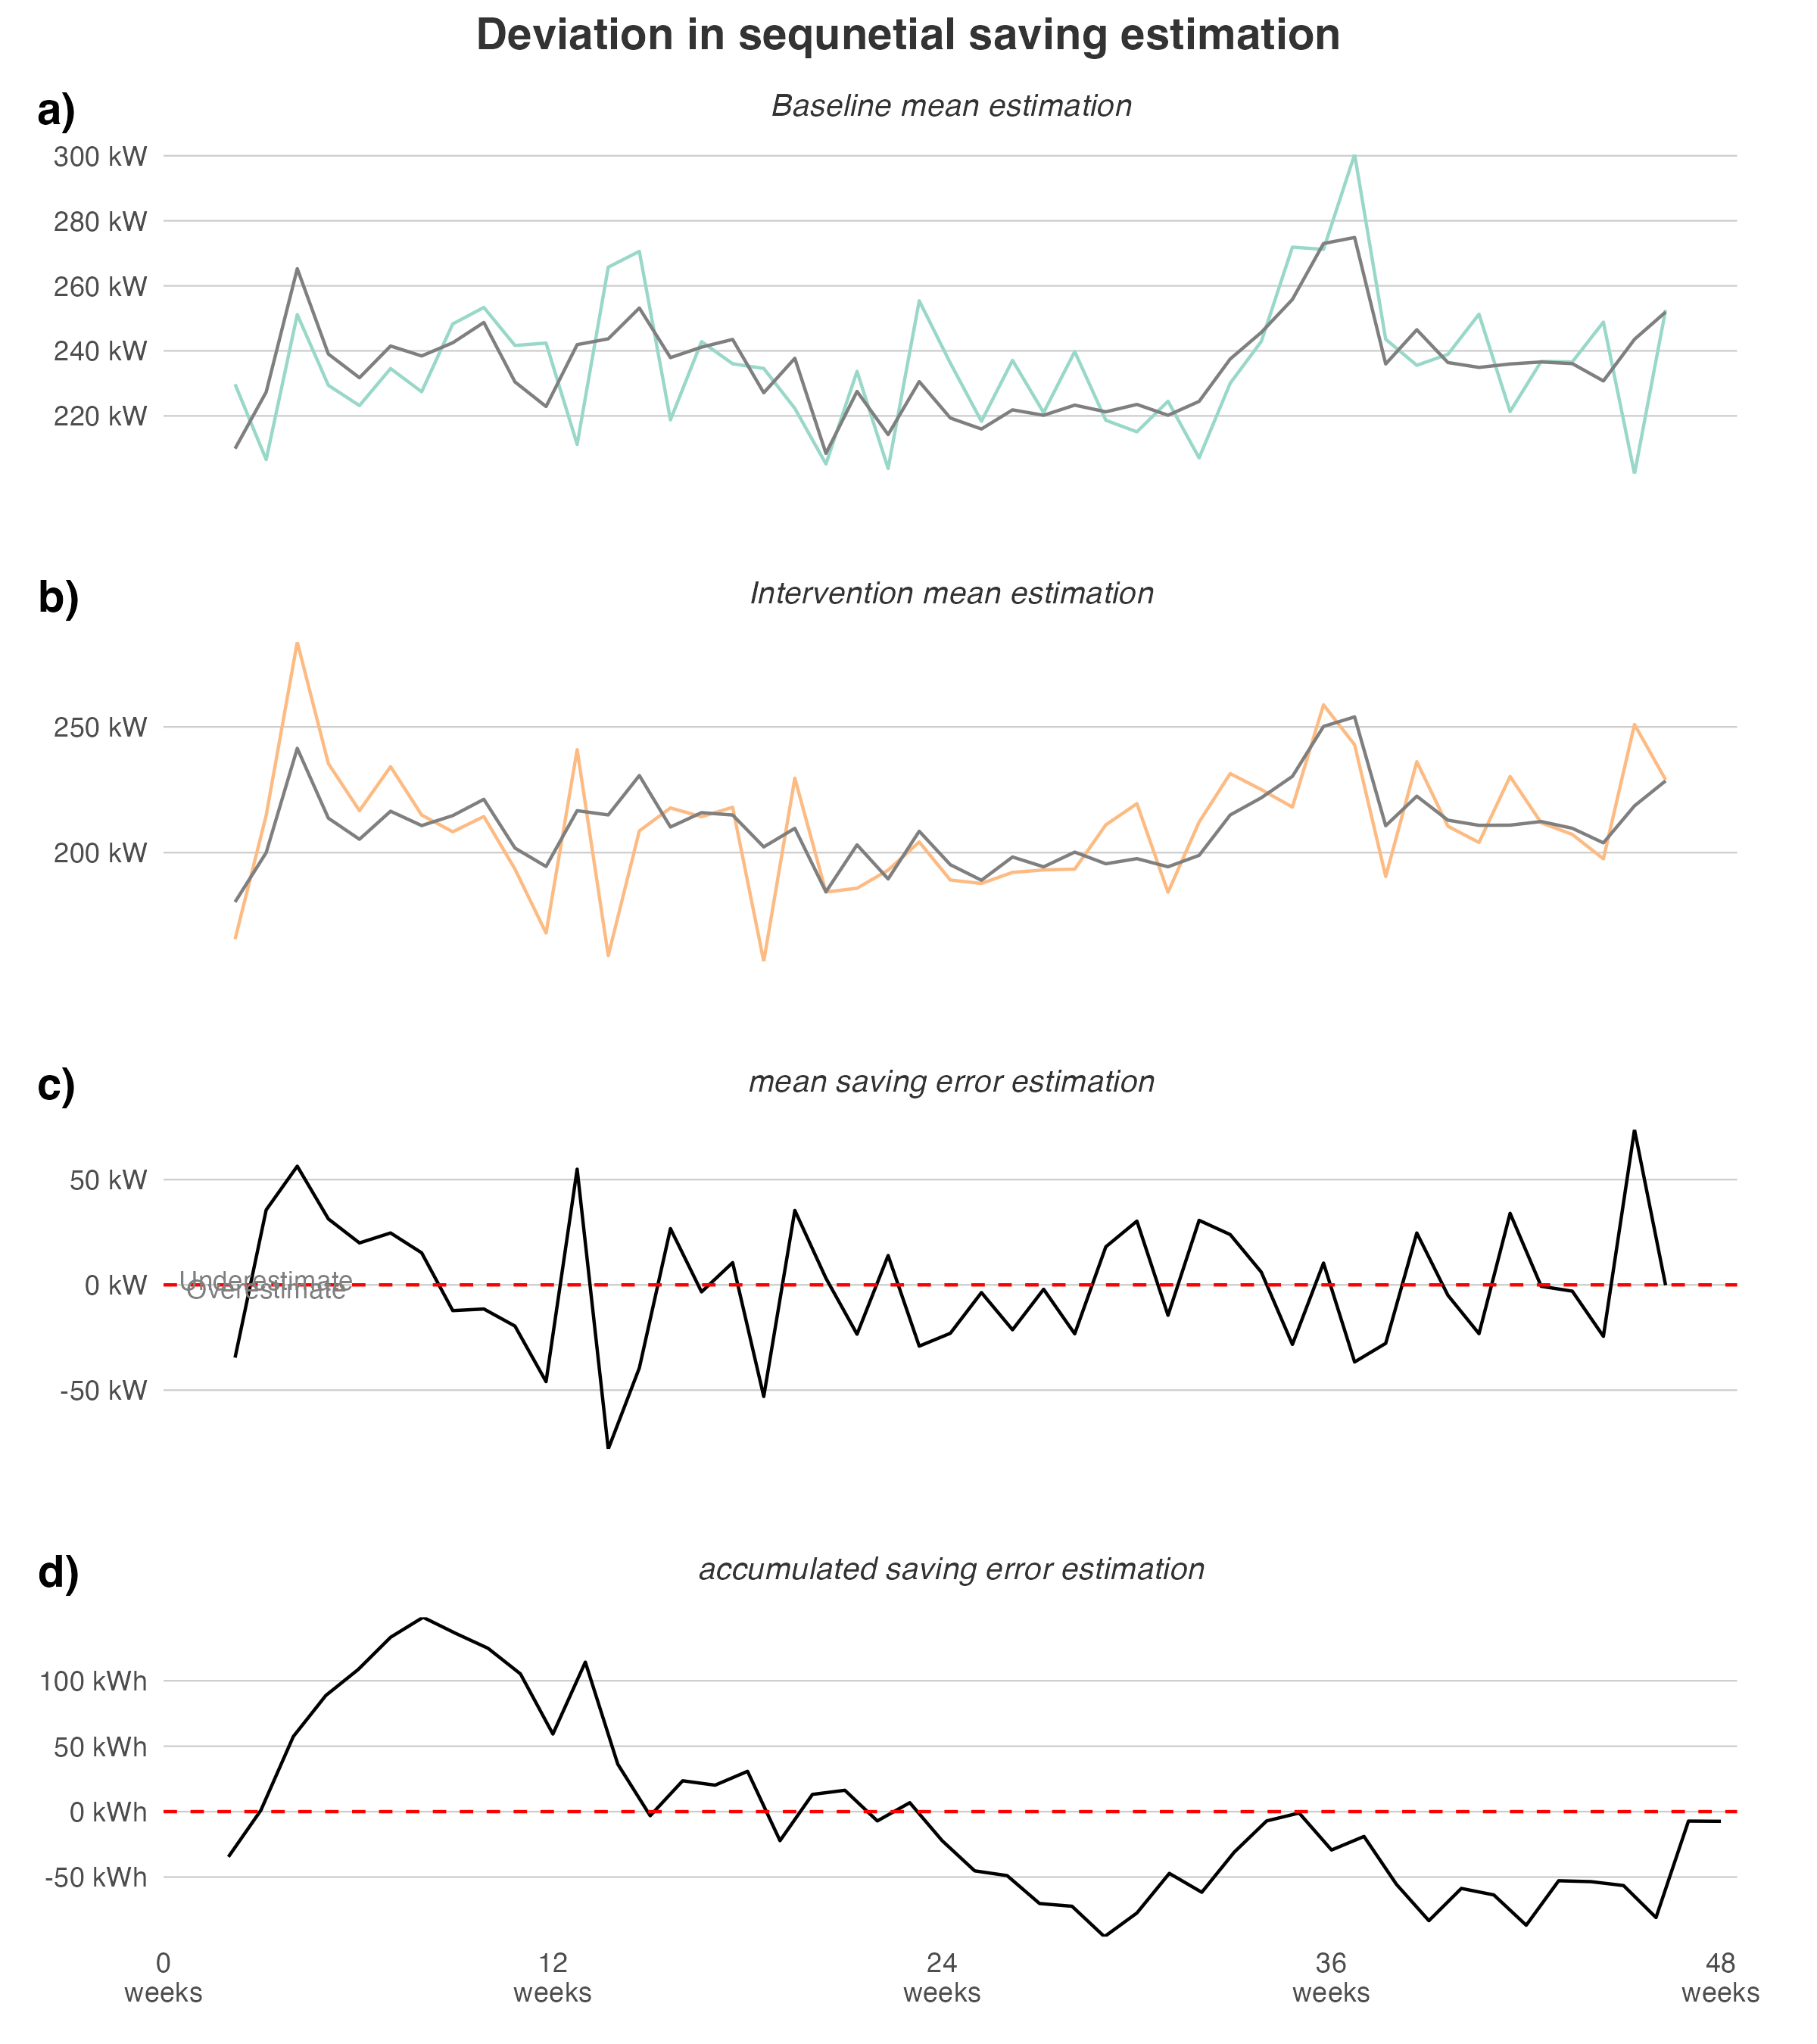 Deviation in sequnetial saving estimation
a)
Baseline mean estimation
300 kW
280 kW
260 kW
240 kW
220 kW
b)
Intervention mean estimation
250 kW
200 kW
c)
mean saving error estimation
50 kW
0 kW
-50 kW
Underestimate
Overestimate
d)
accumulated saving error estimation
100 kWh
50 kWh
0 kWh
-50 kWh
0 12 24 36 48
weeks weeks weeks weeks weeks